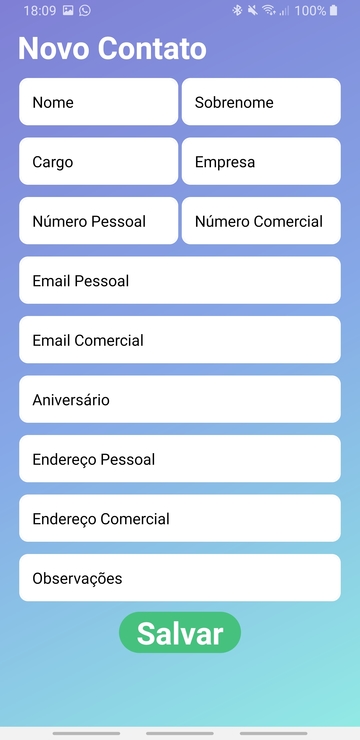 18:09 100%
Novo Contato
Nome Sobrenome
Cargo Empresa
Número Pessoal Número Comercial
Email Pessoal
Email Comercial
Aniversário
Endereço Pessoal
Endereço Comercial
Observações
Salvar